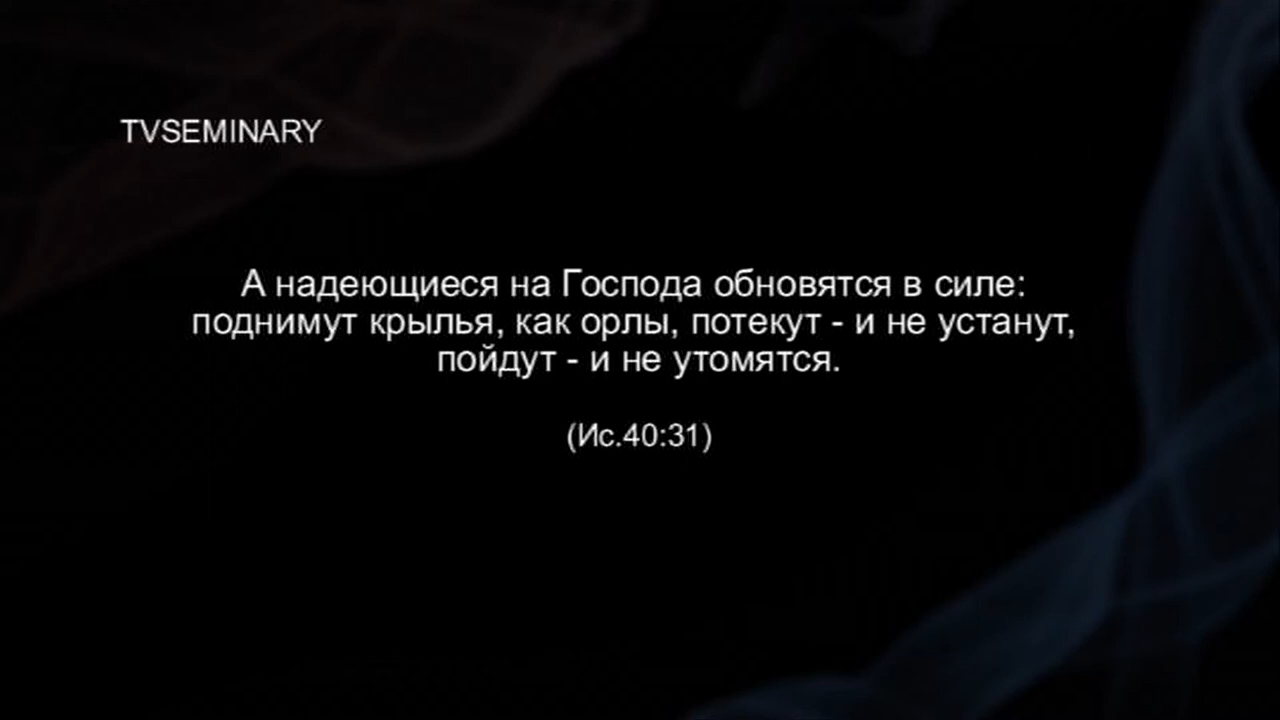 TVSEMINARY
А надеющиеся на Господа обновятся в силе:
поднимут крылья, как орлы, потекут - и не устанут,
пойдут - и не утомятся.
(Ис.40:31)